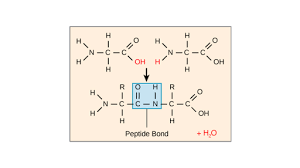 H H
H O H O
N C C N C C
H OH H OH
H H
R O H R O
H N C C N C C
H H H OH
Peptide Bond
+ H₂O